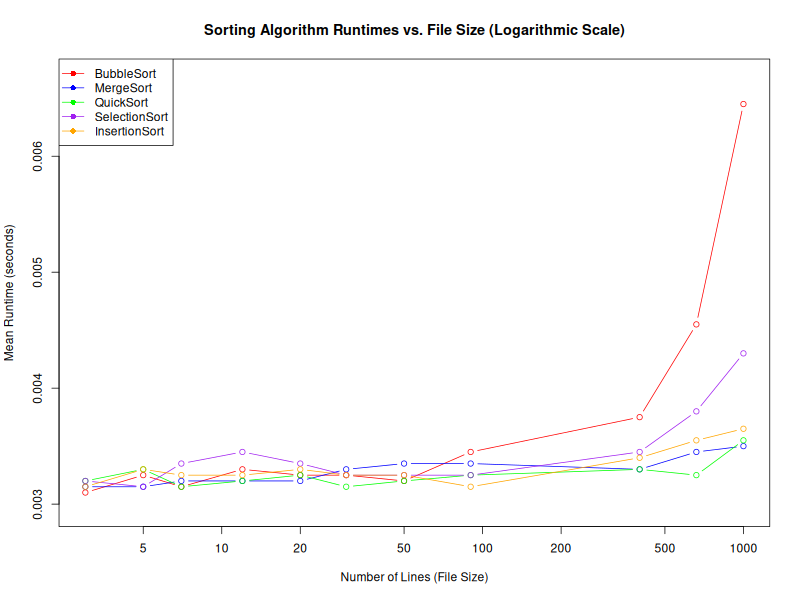 Sorting Algorithm Runtimes vs. File Size (Logarithmic Scale)
BubbleSort
MergeSort
QuickSort
SelectionSort
InsertionSort
Mean Runtime (seconds)
0.006
0.005
0.004
0.003
5 10 20 50 100 200 500 1000
Number of Lines (File Size)